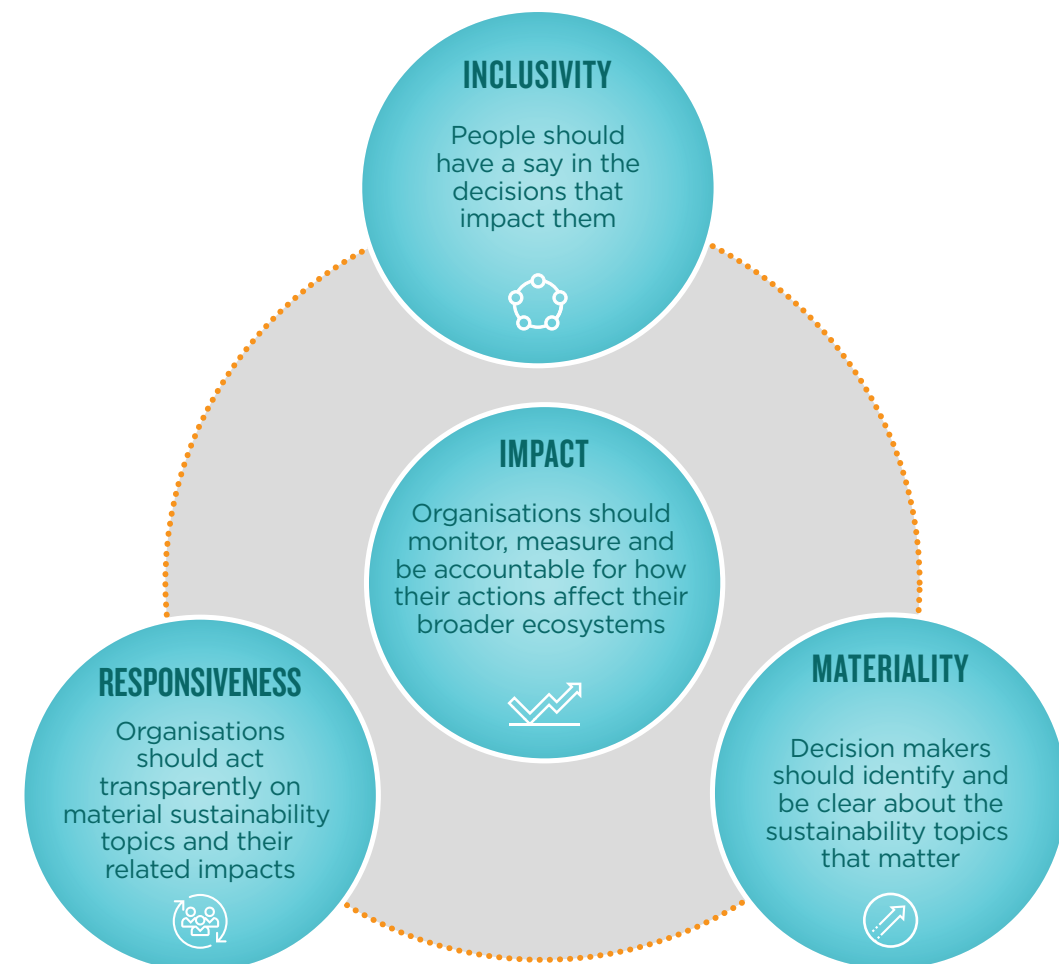 INCLUSIVITY
People should
have a say in the
decisions that
impact them
IMPACT
Organisations should
monitor, measure and
be accountable for how
their actions affect their
broader ecosystems
RESPONSIVENESS
Organisations
should act
transparently on
material sustainability
topics and their
related impacts
MATERIALITY
Decision makers
should identify and
be clear about the
sustainability topics
that matter